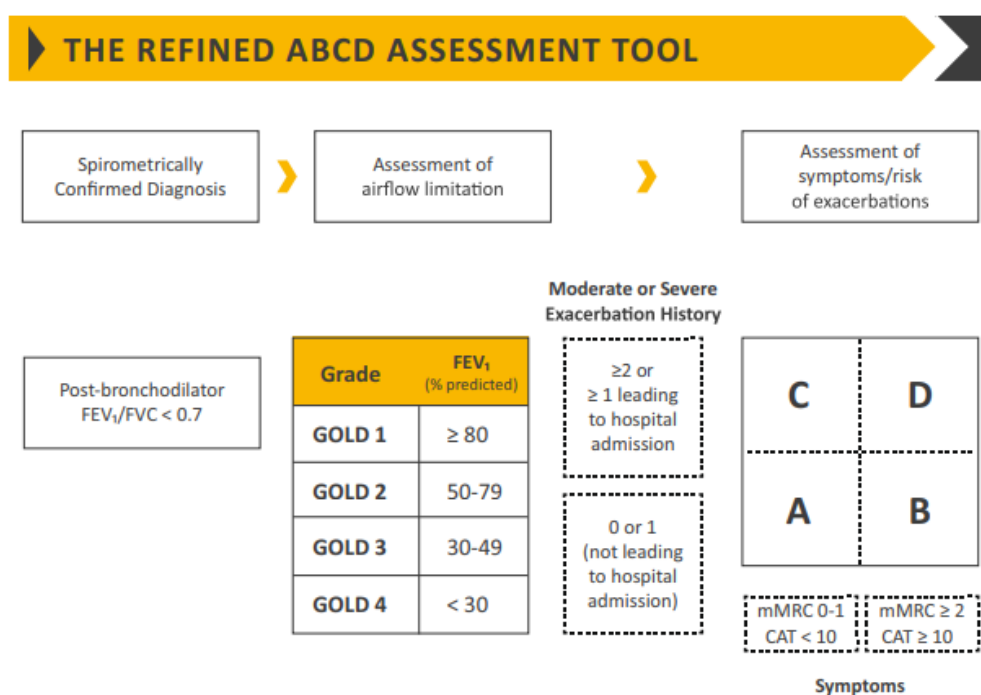 THE REFINED ABCD ASSESSMENT TOOL
Spirometrically
Confirmed Diagnosis
Assessment of
airflow limitation
Assessment of
symptoms/risk
of exacerbations
Post-bronchodilator
FEV₁/FVC < 0.7
Grade FEV₁
(% predicted)
GOLD 1 ≥ 80
GOLD 2 50-79
GOLD 3 30-49
GOLD 4 < 30
Moderate or Severe
Exacerbation History
≥2 or
≥ 1 leading
to hospital
admission
0 or 1
(not leading
to hospital
admission)
C D
A B
mMRC 0-1 mMRC ≥ 2
CAT < 10 CAT ≥ 10
Symptoms